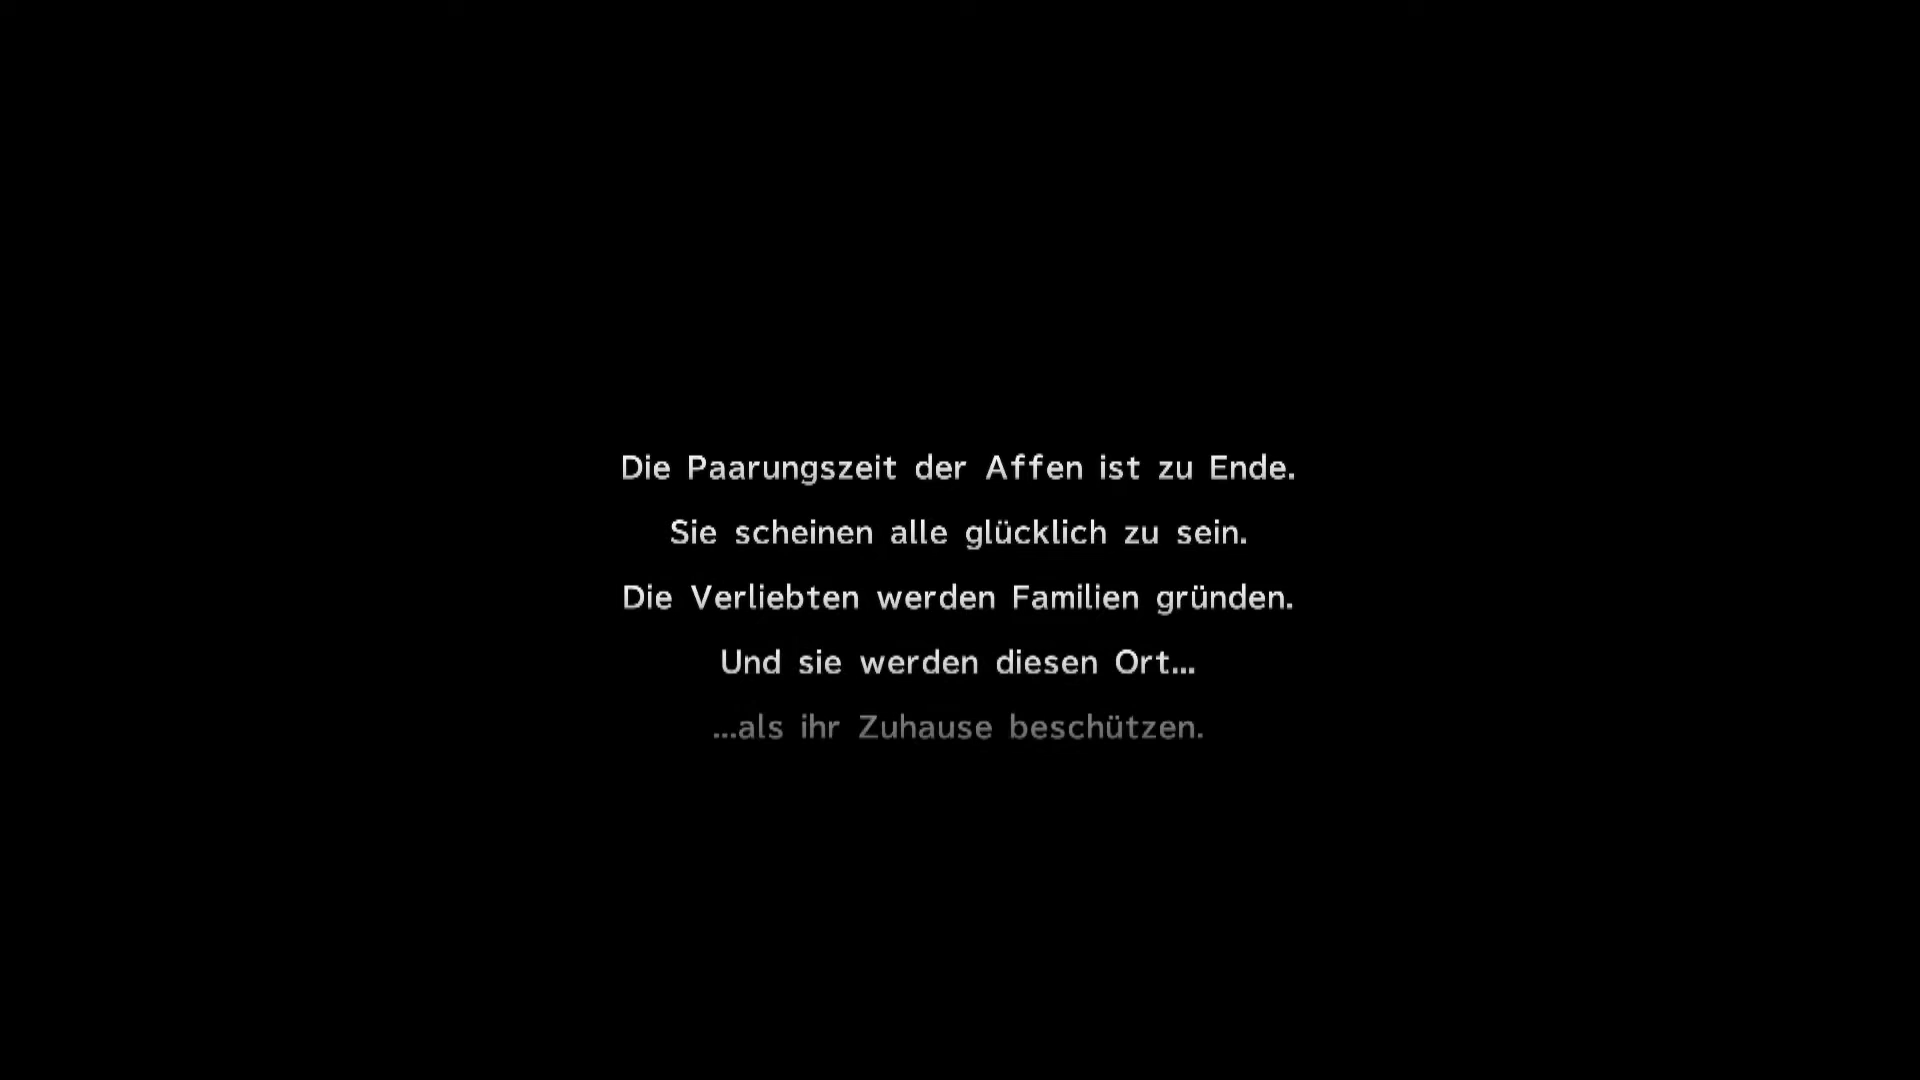 Die Paarungszeit der Affen ist zu Ende.
Sie scheinen alle glücklich zu sein.
Die Verliebten werden Familien gründen.
Und sie werden diesen Ort...
...als ihr Zuhause beschützen.